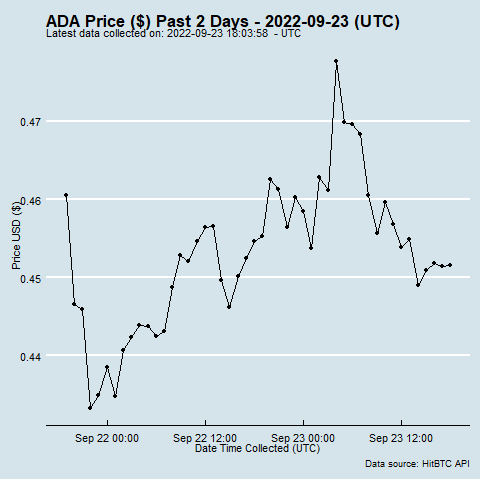 ADA Price ($) Past 2 Days - 2022-09-23 (UTC)
Latest data collected on: 2022-09-23 18:03:58 - UTC
0.47
0.46
0.45
0.44
Price USD ($)
Sep 22 00:00 Sep 22 12:00 Sep 23 00:00 Sep 23 12:00
Date Time Collected (UTC)
Data source: HitBTC API